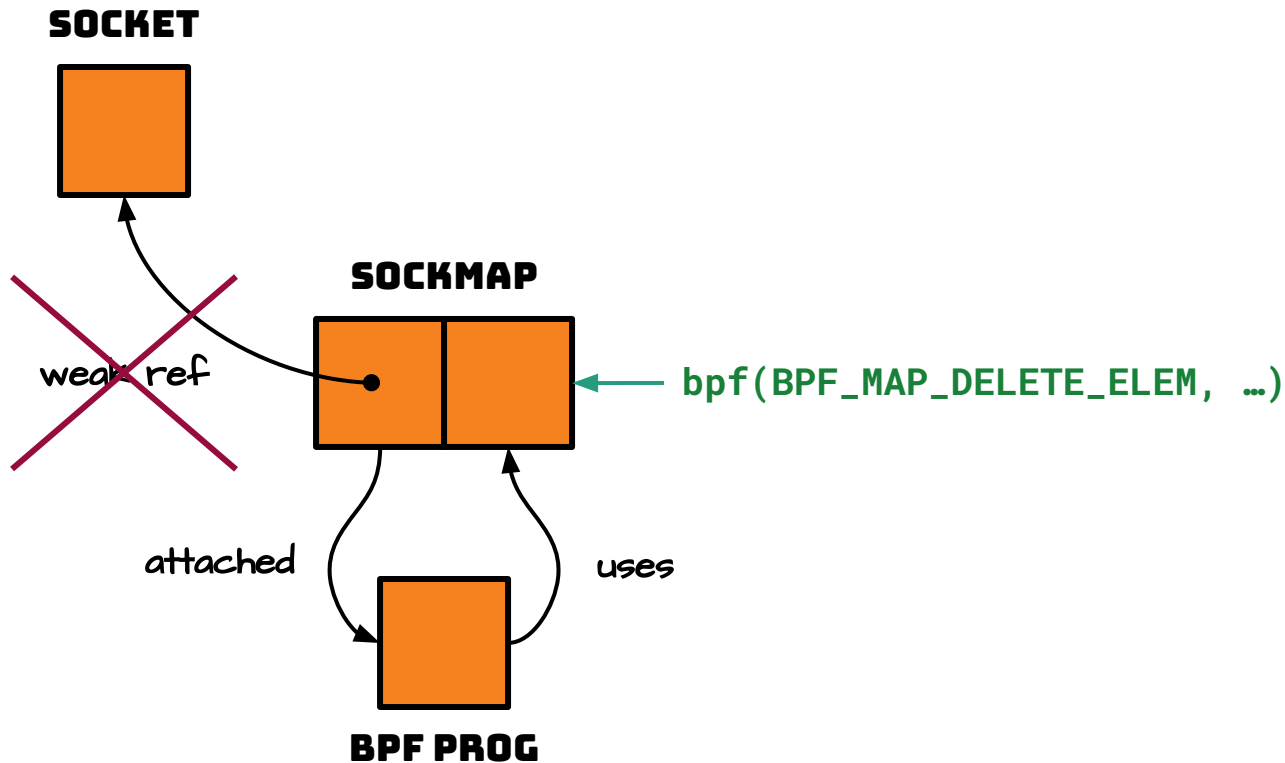 SOCKET
SOCKMAP
weak ref
bpf(BPF_MAP_DELETE_ELEM, …)
attached
uses
BPF PROG